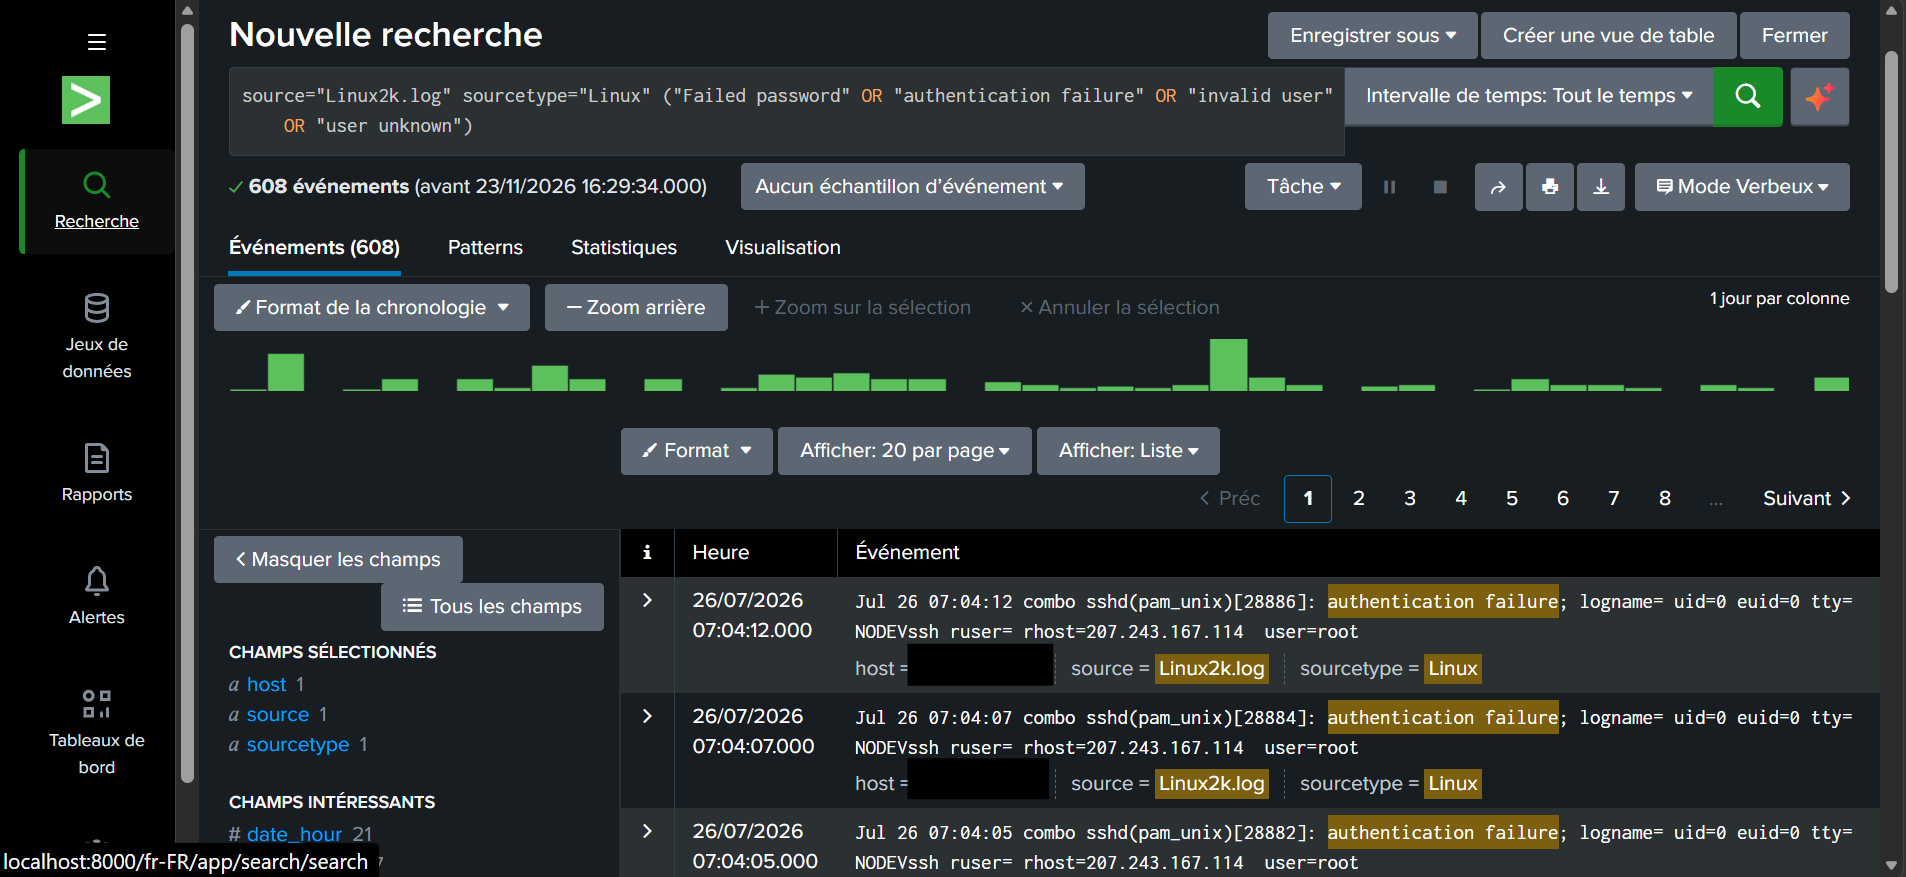 Nouvelle recherche
Enregistrer sous
Créer une vue de table
Fermer
source="Linux2k.log" sourcetype="Linux" ("Failed password" OR "authentication failure" OR "invalid user"
OR "user unknown")
Intervalle de temps: Tout le temps
608 événements (avant 23/11/2026 16:29:34.000)
Aucun échantillon d'événement
Tâche
Mode Verbeux
Recherche
Événements (608)
Patterns
Statistiques
Visualisation
Format de la chronologie
Zoom arrière
+ Zoom sur la sélection
× Annuler la sélection
1 jour par colonne
Jeux de
données
Format
Afficher: 20 par page
Afficher: Liste
Rapports
< Préc
1
2
3
4
5
6
7
8
...
Suivant >
< Masquer les champs
Tous les champs
i
Heure
Événement
Alertes
CHAMPS SÉLECTIONNÉS
a host 1
a source 1
a sourcetype 1
CHAMPS INTÉRESSANTS
# date_hour 21
Tableaux de
bord
26/07/2026
07:04:12.000
Jul 26 07:04:12 combo sshd(pam_unix)[28886]: authentication failure; logname= uid=0 euid=0 tty=
NODEVssh ruser= rhost=207.243.167.114  user=root
host =
source = Linux2k.log
sourcetype = Linux
26/07/2026
07:04:07.000
Jul 26 07:04:07 combo sshd(pam_unix)[28884]: authentication failure; logname= uid=0 euid=0 tty=
NODEVssh ruser= rhost=207.243.167.114  user=root
host =
source = Linux2k.log
sourcetype = Linux
26/07/2026
07:04:05.000
Jul 26 07:04:05 combo sshd(pam_unix)[28882]: authentication failure; logname= uid=0 euid=0 tty=
NODEVssh ruser= rhost=207.243.167.114  user=root
localhost:8000/fr-FR/app/search/search